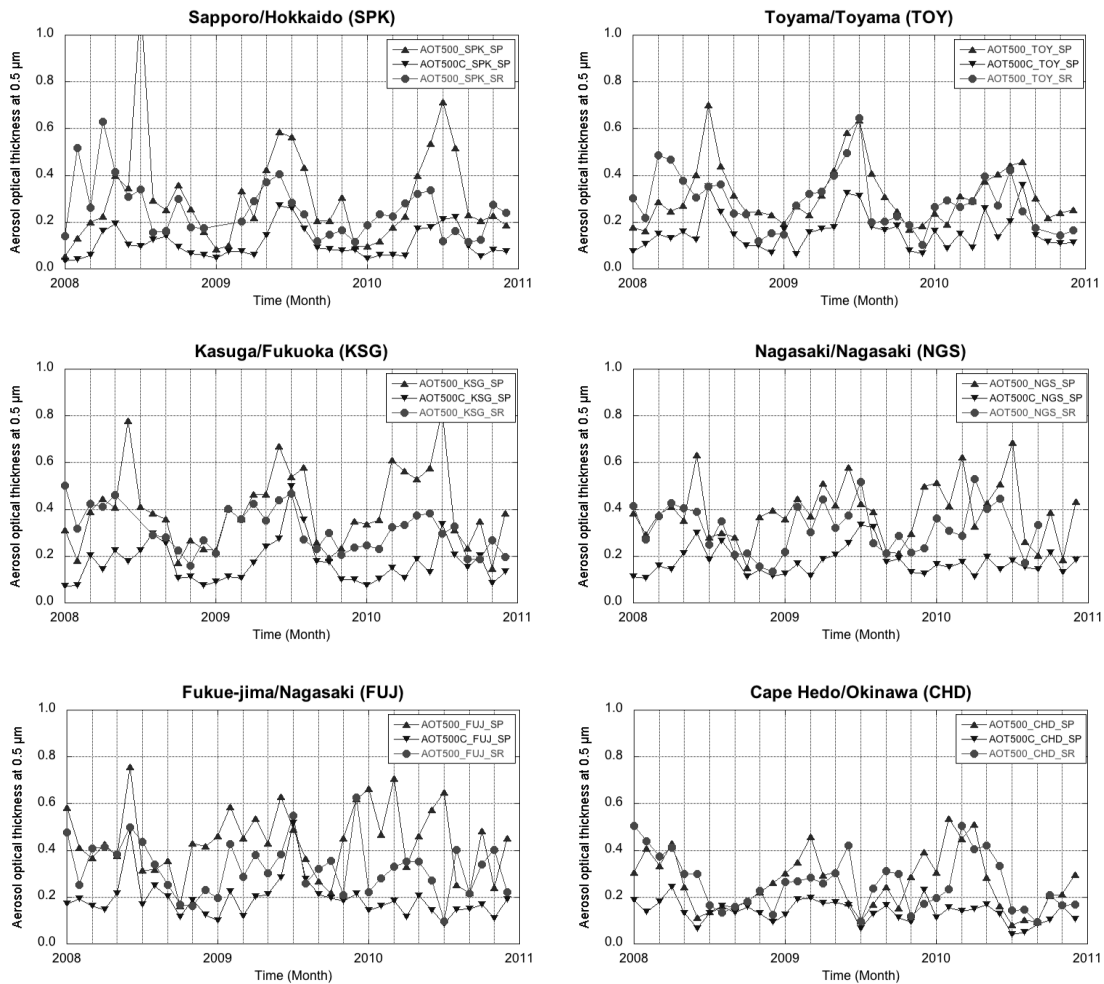 Sapporo/Hokkaido (SPK)
Aerosol optical thickness at 0.5 μm
1.0
0.8
0.6
0.4
0.2
0.0
AOT500_SPK_SP
AOT500C_SPK_SP
AOT500_SPK_SR
2008 2009 2010 2011
Time (Month)
Toyama/Toyama (TOY)
Aerosol optical thickness at 0.5 μm
1.0
0.8
0.6
0.4
0.2
0.0
AOT500_TOY_SP
AOT500C_TOY_SP
AOT500_TOY_SR
2008 2009 2010 2011
Time (Month)
Kasuga/Fukuoka (KSG)
Aerosol optical thickness at 0.5 μm
1.0
0.8
0.6
0.4
0.2
0.0
AOT500_KSG_SP
AOT500C_KSG_SP
AOT500_KSG_SR
2008 2009 2010 2011
Time (Month)
Nagasaki/Nagasaki (NGS)
Aerosol optical thickness at 0.5 μm
1.0
0.8
0.6
0.4
0.2
0.0
AOT500_NGS_SP
AOT500C_NGS_SP
AOT500_NGS_SR
2008 2009 2010 2011
Time (Month)
Fukue-jima/Nagasaki (FUJ)
Aerosol optical thickness at 0.5 μm
1.0
0.8
0.6
0.4
0.2
0.0
AOT500_FUJ_SP
AOT500C_FUJ_SP
AOT500_FUJ_SR
2008 2009 2010 2011
Time (Month)
Cape Hedo/Okinawa (CHD)
Aerosol optical thickness at 0.5 μm
1.0
0.8
0.6
0.4
0.2
0.0
AOT500_CHD_SP
AOT500C_CHD_SP
AOT500_CHD_SR
2008 2009 2010 2011
Time (Month)